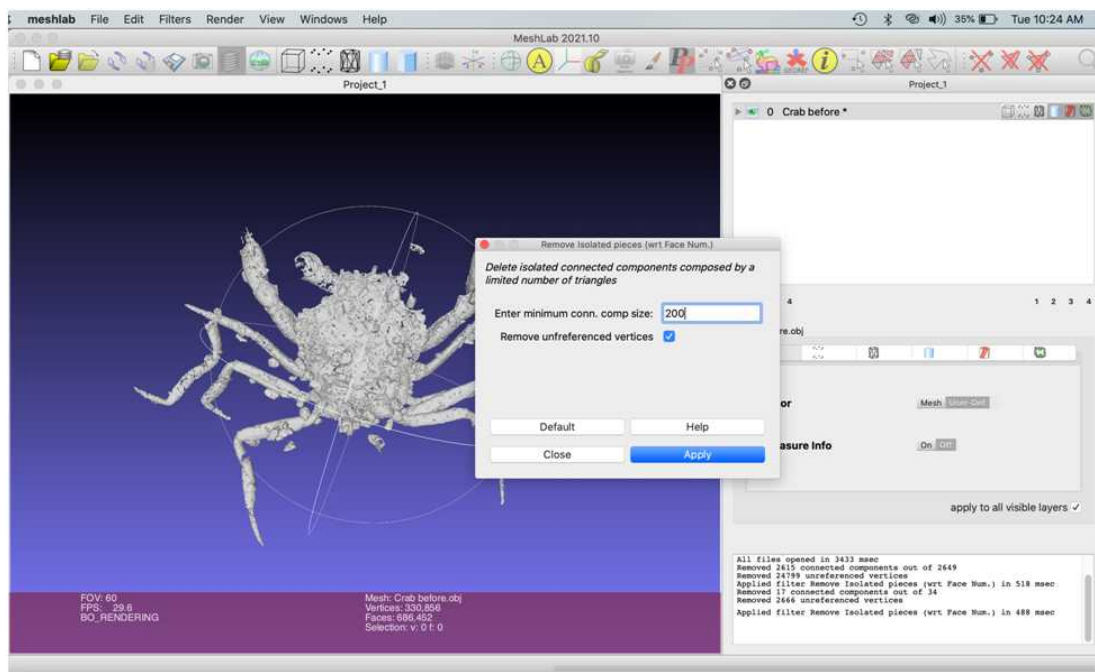 meshlab File Edit Filters Render View Windows Help 35% Tue 10:24 AM
MeshLab 2021.10
Project_1
Project_1
0 Crab before *
Remove Isolated pieces (wrt Face Num.)
Delete isolated connected components composed by a
limited number of triangles
Enter minimum conn. comp size: 200
Remove unfreferenced vertices
Default Help
Close Apply
4 1 2 3 4
re.obj
or Mesh User-Def
asure Info On Off
apply to all visible layers
All files opened in 3433 msec
Removed 2615 connected components out of 2649
Removed 24799 unreferenced vertices
Applied filter Remove Isolated pieces (wrt Face Num.) in 518 msec
Removed 17 connected components out of 34
Removed 2666 unreferenced vertices
Applied filter Remove Isolated pieces (wrt Face Num.) in 488 msec
FOV: 60
FPS: 29.6
BO_RENDERING
Mesh: Crab before.obj
Vertices: 330,856
Faces: 686,452
Selection: v: 0 f: 0